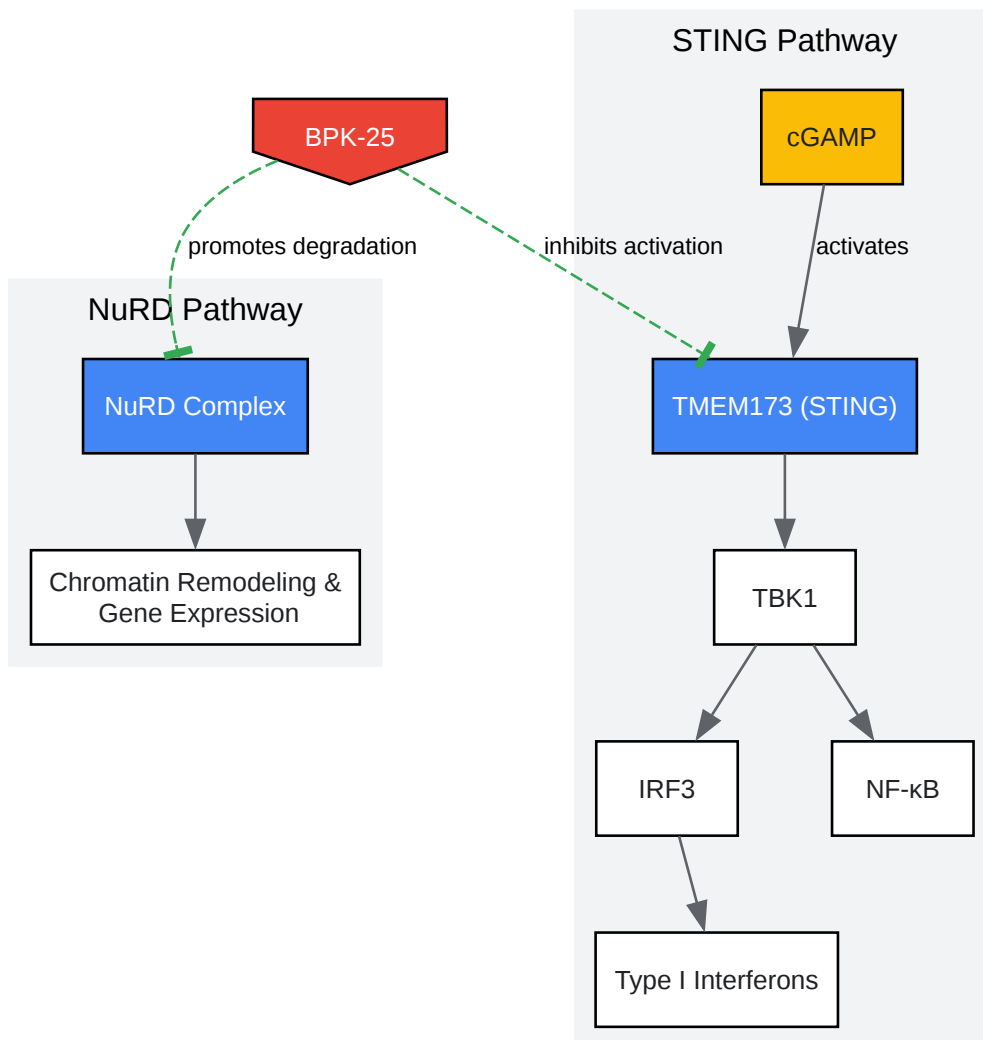 STING Pathway
BPK-25
cGAMP
promotes degradation
inhibits activation
activates
NuRD Pathway
NuRD Complex
TMEM173 (STING)
Chromatin Remodeling &
Gene Expression
TBK1
IRF3
NF-κB
Type I Interferons